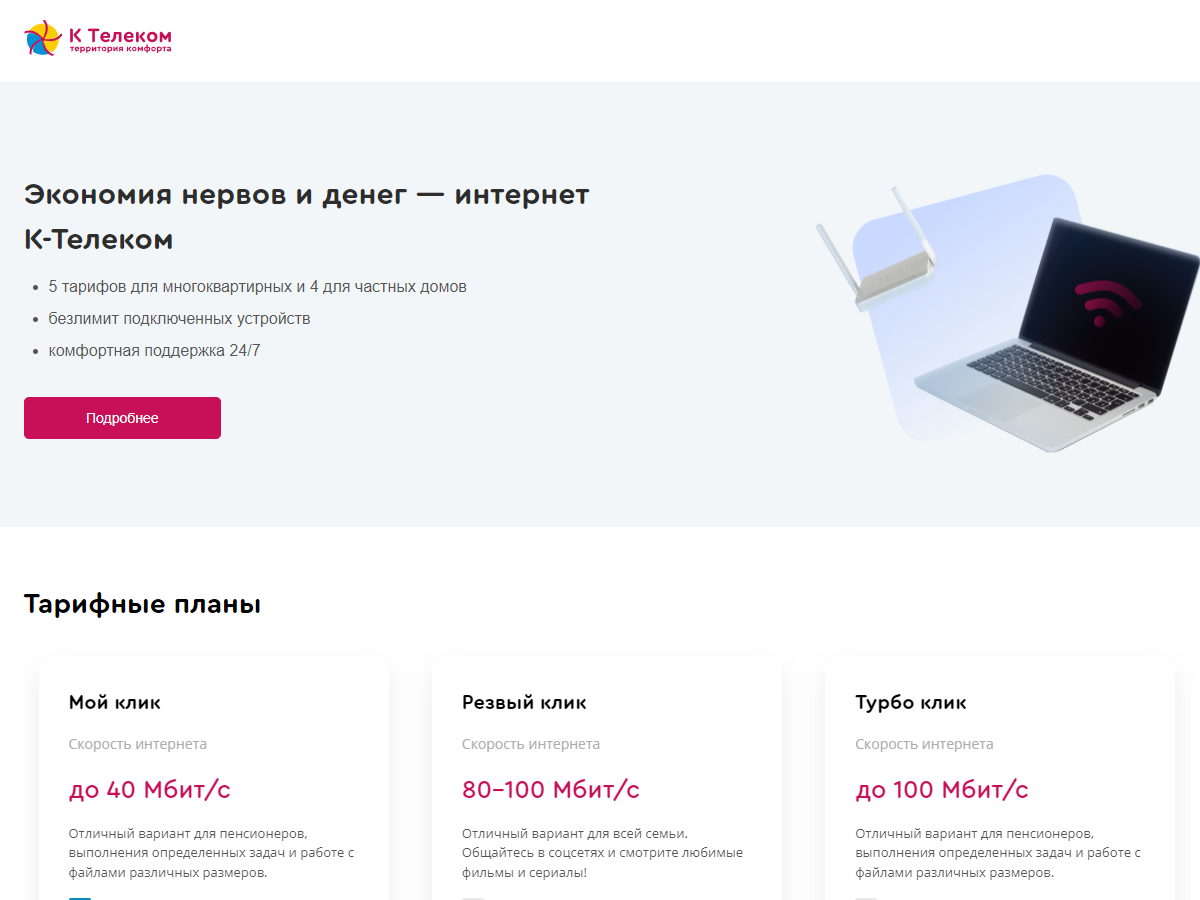 К Телеком
территория комфорта
Экономия нервов и денег — интернет
К-Телеком
5 тарифов для многоквартирных и 4 для частных домов
безлимит подключенных устройств
комфортная поддержка 24/7
Подробнее
Тарифные планы
Мой клик
Скорость интернета
до 40 Мбит/с
Отличный вариант для пенсионеров,
выполнения определенных задач и работе с
файлами различных размеров.
Резвый клик
Скорость интернета
80–100 Мбит/с
Отличный вариант для всей семьи.
Общайтесь в соцсетях и смотрите любимые
фильмы и сериалы!
Турбо клик
Скорость интернета
до 100 Мбит/с
Отличный вариант для пенсионеров,
выполнения определенных задач и работе с
файлами различных размеров.